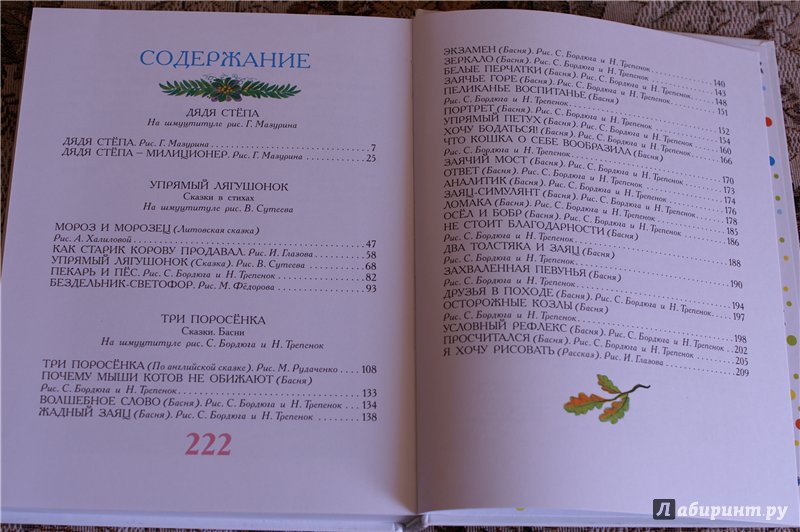 СОДЕРЖАНИЕ
ДЯДЯ СТЁПА
На шмуцтитуле рис. Г. Мазурина
ДЯДЯ СТЁПА. Рис. Г. Мазурина 7
ДЯДЯ СТЁПА – МИЛИЦИОНЕР. Рис. Г. Мазурина 25
УПРЯМЫЙ ЛЯГУШОНОК
Сказки в стихах
На шмуцтитуле рис. В. Сутеева
МОРОЗ И МОРОЗЕЦ (Литовская сказка)
Рис. А. Халиловой 47
КАК СТАРИК КОРОВУ ПРОДАВАЛ. Рис. И. Глазова 58
УПРЯМЫЙ ЛЯГУШОНОК (Сказка). Рис. В. Сутеева 68
ПЕКАРЬ И ПЁС. Рис. С. Бордюга и Н. Трепенок 82
БЕЗДЕЛЬНИК-СВЕТОФОР. Рис. М. Фёдорова 93
ТРИ ПОРОСЁНКА
Сказки. Басни
На шмуцтитуле рис. С. Бордюга и Н. Трепенок
ТРИ ПОРОСЁНКА (По английской сказке). Рис. М. Рудаченко 108
ПОЧЕМУ МЫШИ КОТОВ НЕ ОБИЖАЮТ (Басня)
Рис. С. Бордюга и Н. Трепенок 133
ВОЛШЕБНОЕ СЛОВО (Басня). Рис. С. Бордюга и Н. Трепенок 134
ЖАДНЫЙ ЗАЯЦ (Басня). Рис. С. Бордюга и Н. Трепенок 138
222
ЭКЗАМЕН (Басня). Рис. С. Бордюга и Н. Трепенок 140
ЗЕРКАЛО (Басня). Рис. С. Бордюга и Н. Трепенок 143
БЕЛЫЕ ПЕРЧАТКИ (Басня). Рис. С. Бордюга и Н. Трепенок 148
ЗАЯЧЬЕ ГОРЕ (Басня). Рис. С. Бордюга и Н. Трепенок 151
ПЕЛИКАНЬЕ ВОСПИТАНЬЕ (Басня)
Рис. С. Бордюга и Н. Трепенок 152
ПОРТРЕТ (Басня). Рис. С. Бордюга и Н. Трепенок 154
УПРЯМЫЙ ПЕТУХ (Басня). Рис. С. Бордюга и Н. Трепенок 160
ХОЧУ БОДАТЬСЯ! (Басня). Рис. С. Бордюга и Н. Трепенок 166
ЧТО КОШКА О СЕБЕ ВООБРАЗИЛА (Басня)
Рис. С. Бордюга и Н. Трепенок 170
ЗАЯЧИЙ МОСТ (Басня). Рис. С. Бордюга и Н. Трепенок 173
ОТВЕТ (Басня). Рис. С. Бордюга и Н. Трепенок 174
АНАЛИТИК (Басня). Рис. С. Бордюга и Н. Трепенок 176
ЗАЯЦ-СИМУЛЯНТ (Басня). Рис. С. Бордюга и Н. Трепенок 178
ЛОМАКА (Басня). Рис. С. Бордюга и Н. Трепенок 185
ОСЁЛ И БОБР (Басня). Рис. С. Бордюга и Н. Трепенок 186
НЕ СТОИТ БЛАГОДАРНОСТИ (Басня)
Рис. С. Бордюга и Н. Трепенок 188
ДВА ТОЛСТЯКА И ЗАЯЦ (Басня)
Рис. С. Бордюга и Н. Трепенок 190
ЗАХВАЛЕННАЯ ПЕВУНЬЯ (Басня)
Рис. С. Бордюга и Н. Трепенок 194
ДРУЗЬЯ В ПОХОДЕ (Басня). Рис. С. Бордюга и Н. Трепенок 197
ОСТОРОЖНЫЕ КОЗЛЫ (Басня)
Рис. С. Бордюга и Н. Трепенок 198
УСЛОВНЫЙ РЕФЛЕКС (Басня). Рис. С. Бордюга и Н. Трепенок 202
ПРОСЧИТАЛСЯ (Басня). Рис. С. Бордюга и Н. Трепенок 205
Я ХОЧУ РИСОВАТЬ (Рассказ). Рис. И. Глазова 209
Лабиринт.ру